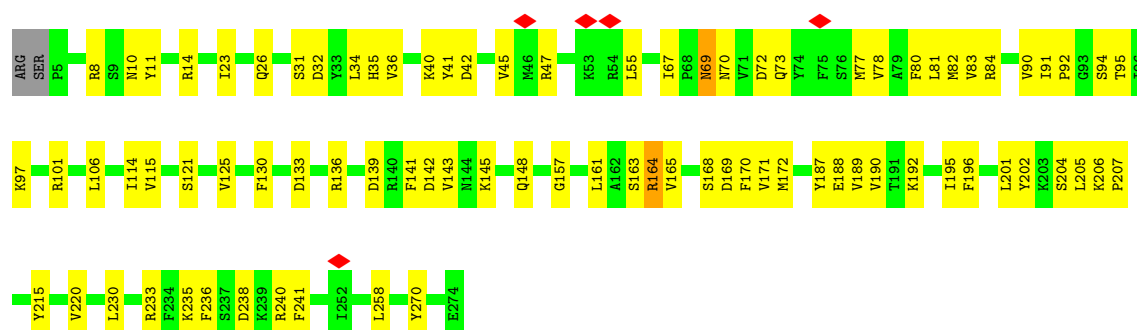 ARG SER P5 R8 S9 N10 Y11 R14 I23 Q26 S31 D32 Y33 L34 H35 V36 K40 Y41 D42 V45 M46 R47 K53 R54 L55 I67 P68 N69 N70 V71 D72 Q73 Y74 F75 S76 M77 V78 A79 F80 L81 M82 V83 R84 V90 I91 P92 G93 S94 T95
K97 R101 L106 I114 V115 S121 V125 F130 D133 R136 D139 R140 F141 D142 V143 N144 K145 Q148 G157 L161 A162 S163 R164 V165 S168 D169 F170 V171 M172 Y187 E188 V189 V190 T191 K192 I195 F196 L201 Y202 K203 S204 L205 K206 P207
Y215 V220 L230 R233 F234 K235 F236 S237 D238 K239 R240 F241 I252 L258 Y270 E274